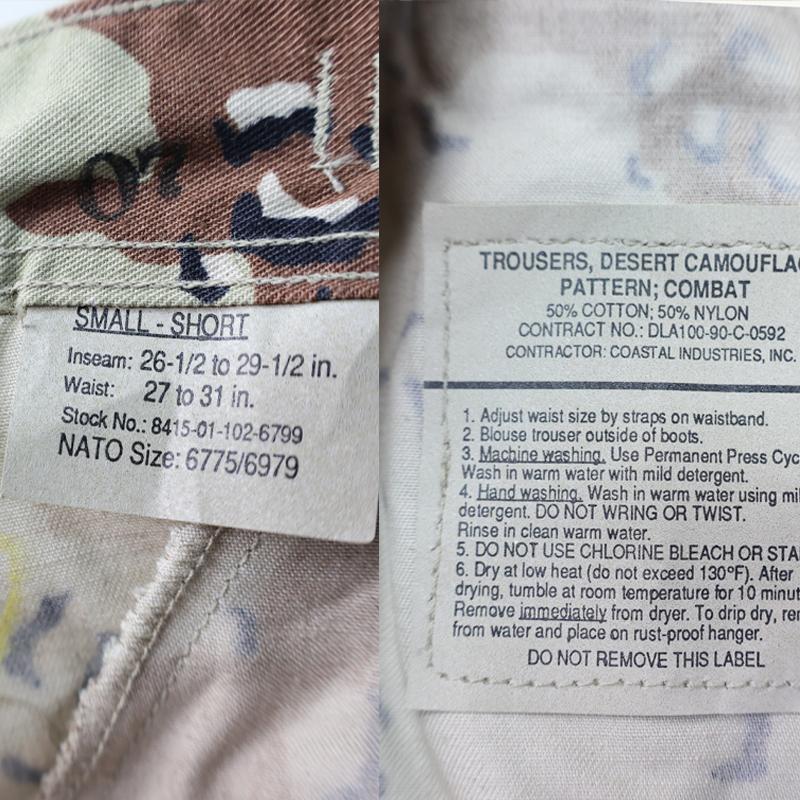 07
SMALL - SHORT
Inseam: 26-1/2 to 29-1/2 in.
Waist: 27 to 31 in.
Stock No.: 8415-01-102-6799
NATO Size: 6775/6979
TROUSERS, DESERT CAMOUFLAG
PATTERN; COMBAT
50% COTTON; 50% NYLON
CONTRACT NO.: DLA100-90-C-0592
CONTRACTOR: COASTAL INDUSTRIES, INC.
1. Adjust waist size by straps on waistband.
2. Blouse trouser outside of boots.
3. Machine washing. Use Permanent Press Cyc
Wash in warm water with mild detergent.
4. Hand washing. Wash in warm water using mil
detergent. DO NOT WRING OR TWIST.
Rinse in clean warm water.
5. DO NOT USE CHLORINE BLEACH OR STA
6. Dry at low heat (do not exceed 130°F). After
drying, tumble at room temperature for 10 minut
Remove immediately from dryer. To drip dry, rem
from water and place on rust-proof hanger.
DO NOT REMOVE THIS LABEL